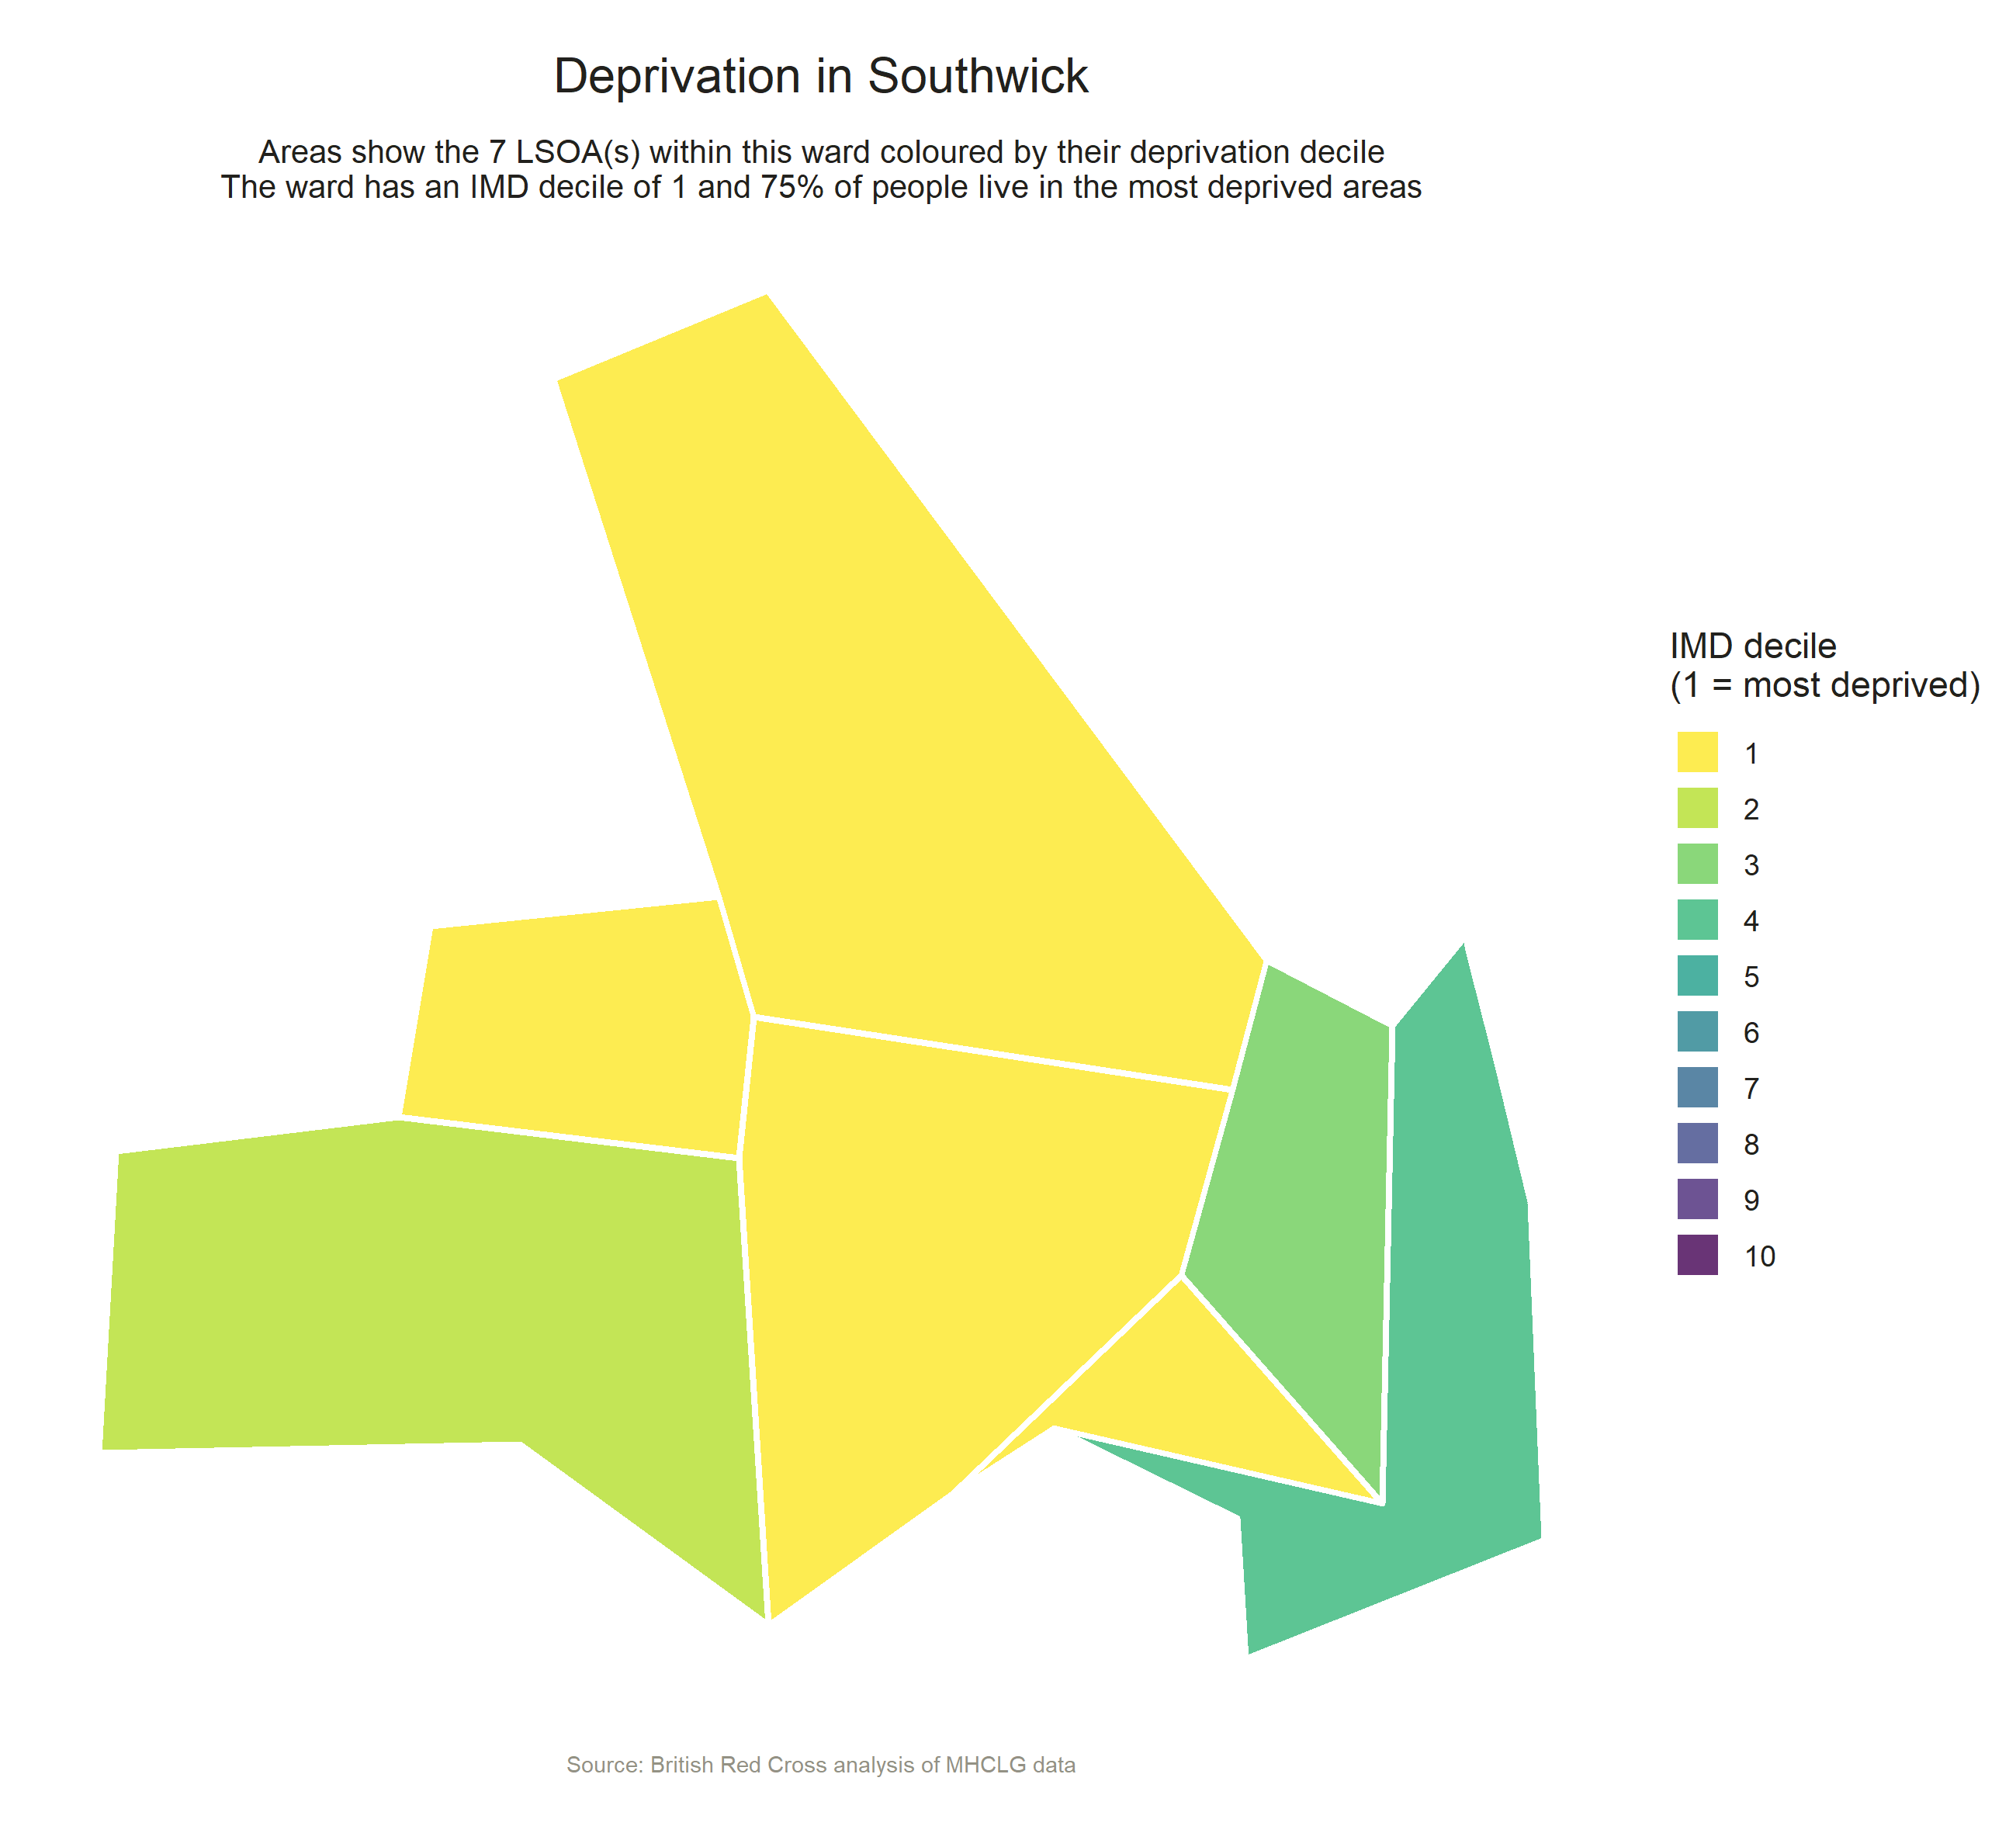 Deprivation in Southwick
Areas show the 7 LSOA(s) within this ward coloured by their deprivation decile
The ward has an IMD decile of 1 and 75% of people live in the most deprived areas
IMD decile
(1 = most deprived)
1
2
3
4
5
6
7
8
9
10
Source: British Red Cross analysis of MHCLG data